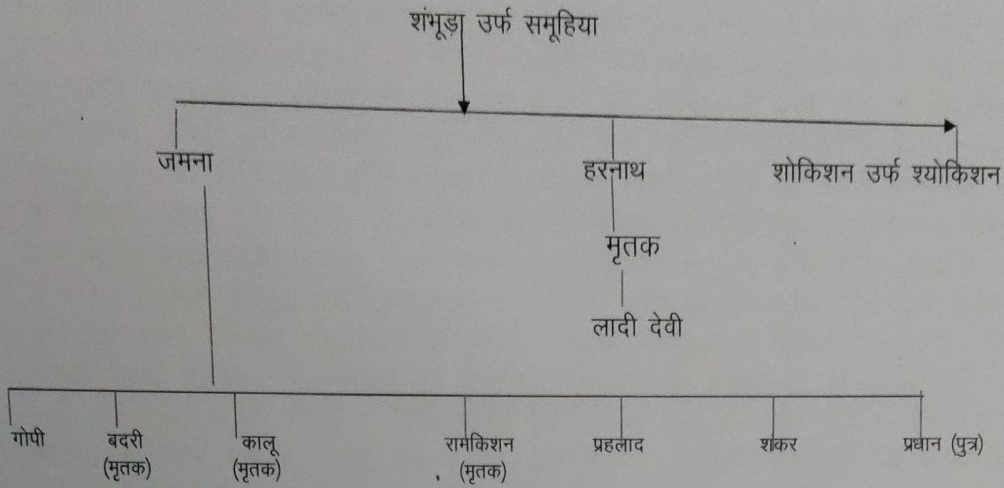 शंभूड़ा उर्फ समूहिया
जमना
हरनाथ
शोकिशन उर्फ श्योकिशन
मृतक
लादी देवी
गोपी
बदरी
(मृतक)
कालू
(मृतक)
रामकिशन
(मृतक)
प्रहलाद
शंकर
प्रधान (पुत्र)